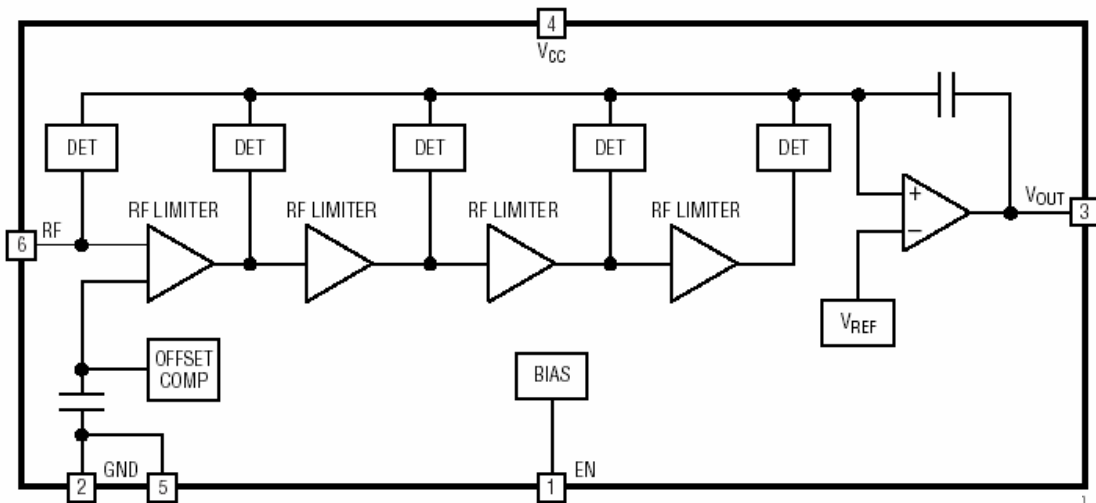 4
VCC
DET DET DET DET DET
RF LIMITER RF LIMITER RF LIMITER RF LIMITER
6 RF
+
−
VOUT 3
VREF
OFFSET
COMP
BIAS
GND
2 5
EN
1